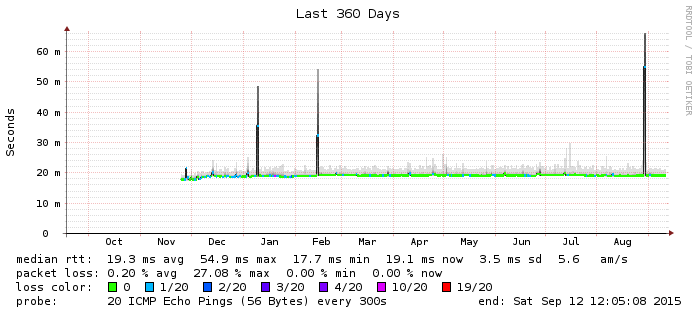 Last 360 Days
RRDTOOL / TOBI OETIKER
Seconds
60 m
50 m
40 m
30 m
20 m
10 m
0
Oct Nov Dec Jan Feb Mar Apr May Jun Jul Aug
median rtt: 19.3 ms avg 54.9 ms max 17.7 ms min 19.1 ms now 3.5 ms sd 5.6 am/s
packet loss: 0.20 % avg 27.08 % max 0.00 % min 0.00 % now
loss color: 0 1/20 2/20 3/20 4/20 10/20 19/20
probe: 20 ICMP Echo Pings (56 Bytes) every 300s end: Sat Sep 12 12:05:08 2015